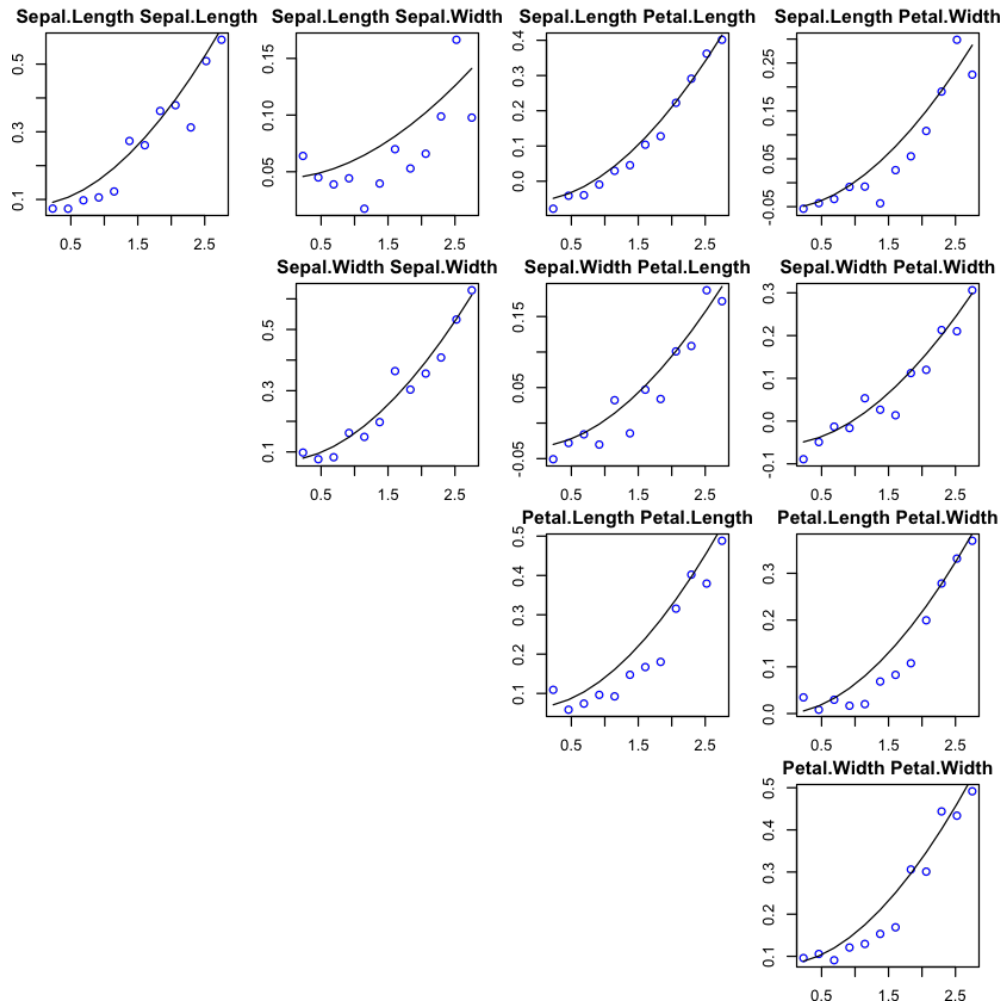 Sepal.Length Sepal.Length
Sepal.Length Sepal.Width
Sepal.Length Petal.Length
Sepal.Length Petal.Width
0.5
0.3
0.1
0.5 1.5 2.5
0.15
0.10
0.05
0.5 1.5 2.5
0.4
0.3
0.2
0.1
0.0
0.5 1.5 2.5
0.25
0.15
0.05
-0.05
0.5 1.5 2.5
Sepal.Width Sepal.Width
Sepal.Width Petal.Length
Sepal.Width Petal.Width
0.5
0.3
0.1
0.5 1.5 2.5
0.15
0.05
-0.05
0.5 1.5 2.5
0.3
0.2
0.1
0.0
-0.1
0.5 1.5 2.5
Petal.Length Petal.Length
Petal.Length Petal.Width
0.5
0.4
0.3
0.2
0.1
0.5 1.5 2.5
0.3
0.2
0.1
0.0
0.5 1.5 2.5
Petal.Width Petal.Width
0.5
0.4
0.3
0.2
0.1
0.5 1.5 2.5